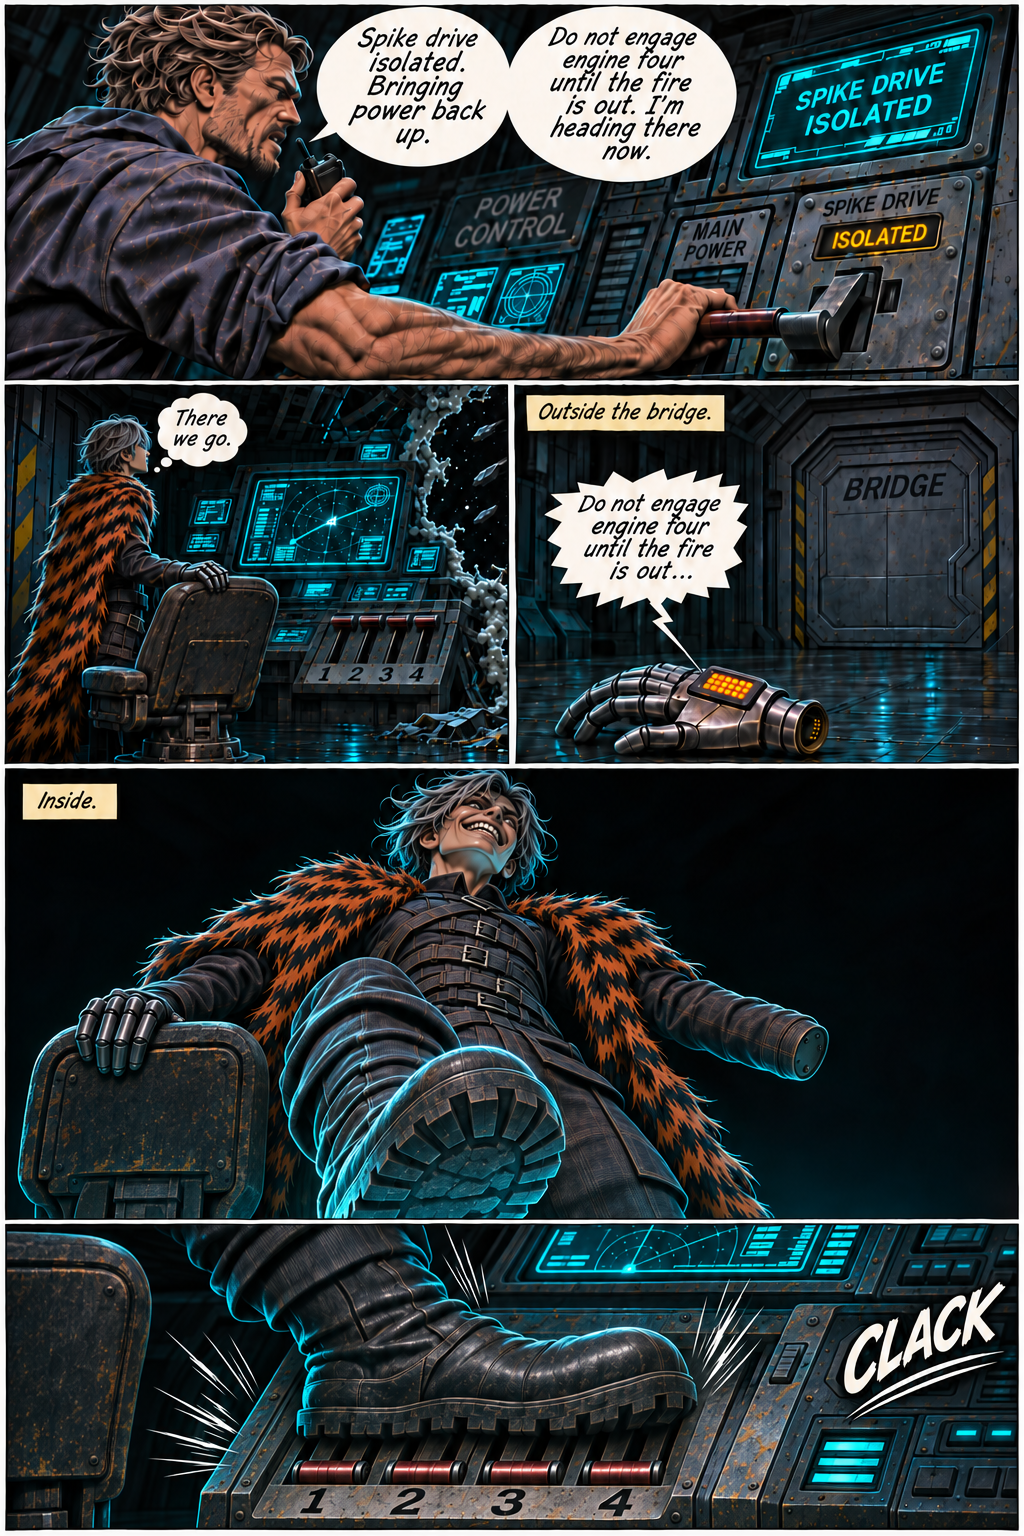 Spike drive
isolated.
Bringing
power back
up.
Do not engage
engine four
until the fire
is out. I'm
heading there
now.
SPIKE DRIVE
ISOLATED
POWER
CONTROL
MAIN
POWER
SPIKE DRIVE
ISOLATED
There
we go.
1 2 3 4
Outside the bridge.
BRIDGE
Do not engage
engine four
until the fire
is out...
Inside.
CLACK
1 2 3 4